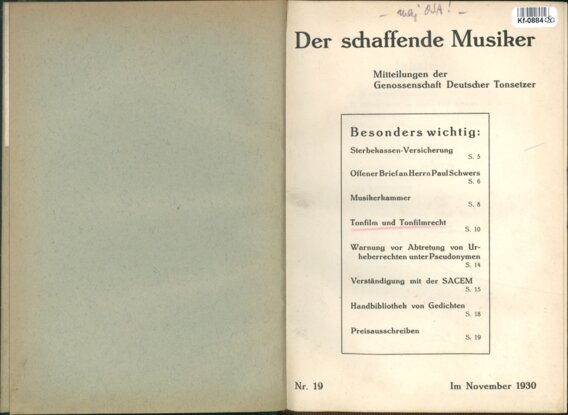 Kf-0884
Der schaffende Musiker
Mitteilungen der
Genossenschaft Deutscher Tonsetzer
Besonders wichtig:
Sterbekassen-Versicherung
S. 5
Offener Brief an Herrn Paul Schwers
S. 6
Musikerkammer
S. 8
Tonfilm und Tonfilmrecht
S. 10
Warnung vor Abtretung von Ur-
heberrechten unter Pseudonymen
S. 14
Verständigung mit der SACEM
S. 15
Handbibliothek von Gedichten
S. 18
Preisausschreiben
S. 19
Nr. 19
Im November 1930